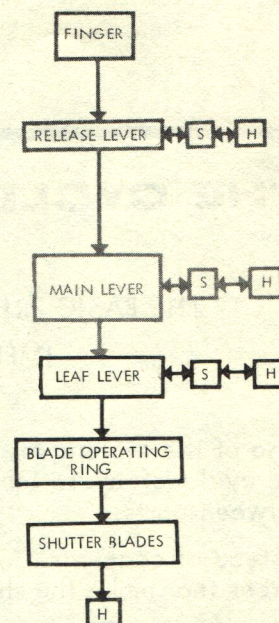 FINGER
RELEASE LEVER S H
MAIN LEVER S H
LEAF LEVER S H
BLADE OPERATING
RING
SHUTTER BLADES
H